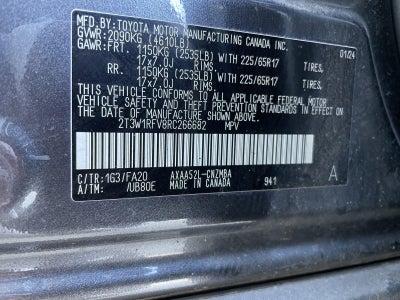 MFD.BY:TOYOTA MOTOR MANUFACTURING CANADA INC.
GVWR:2090KG (4610LB) 01/24
GAWR:FRT. 1150KG (2535LB) WITH 225/65R17 TIRES,
17x7.0J
RR. 1150KG (2535LB) WITH 225/65R17 TIRES,
17x7.0J
THIS VEHICLE CONFORMS TO ALL APPLICABLE FEDERAL MOTOR
VEHICLE SAFETY, AND THEFT PREVENTION STANDARDS IN EFFECT ON
THE DATE OF MANUFACTURE SHOWN ABOVE.
2T3W1RFV8RC266682 MPV
C/TR:1G3/FA20 AXAA52L-CNZMBA
A/TM: /UB80E MADE IN CANADA 941 A